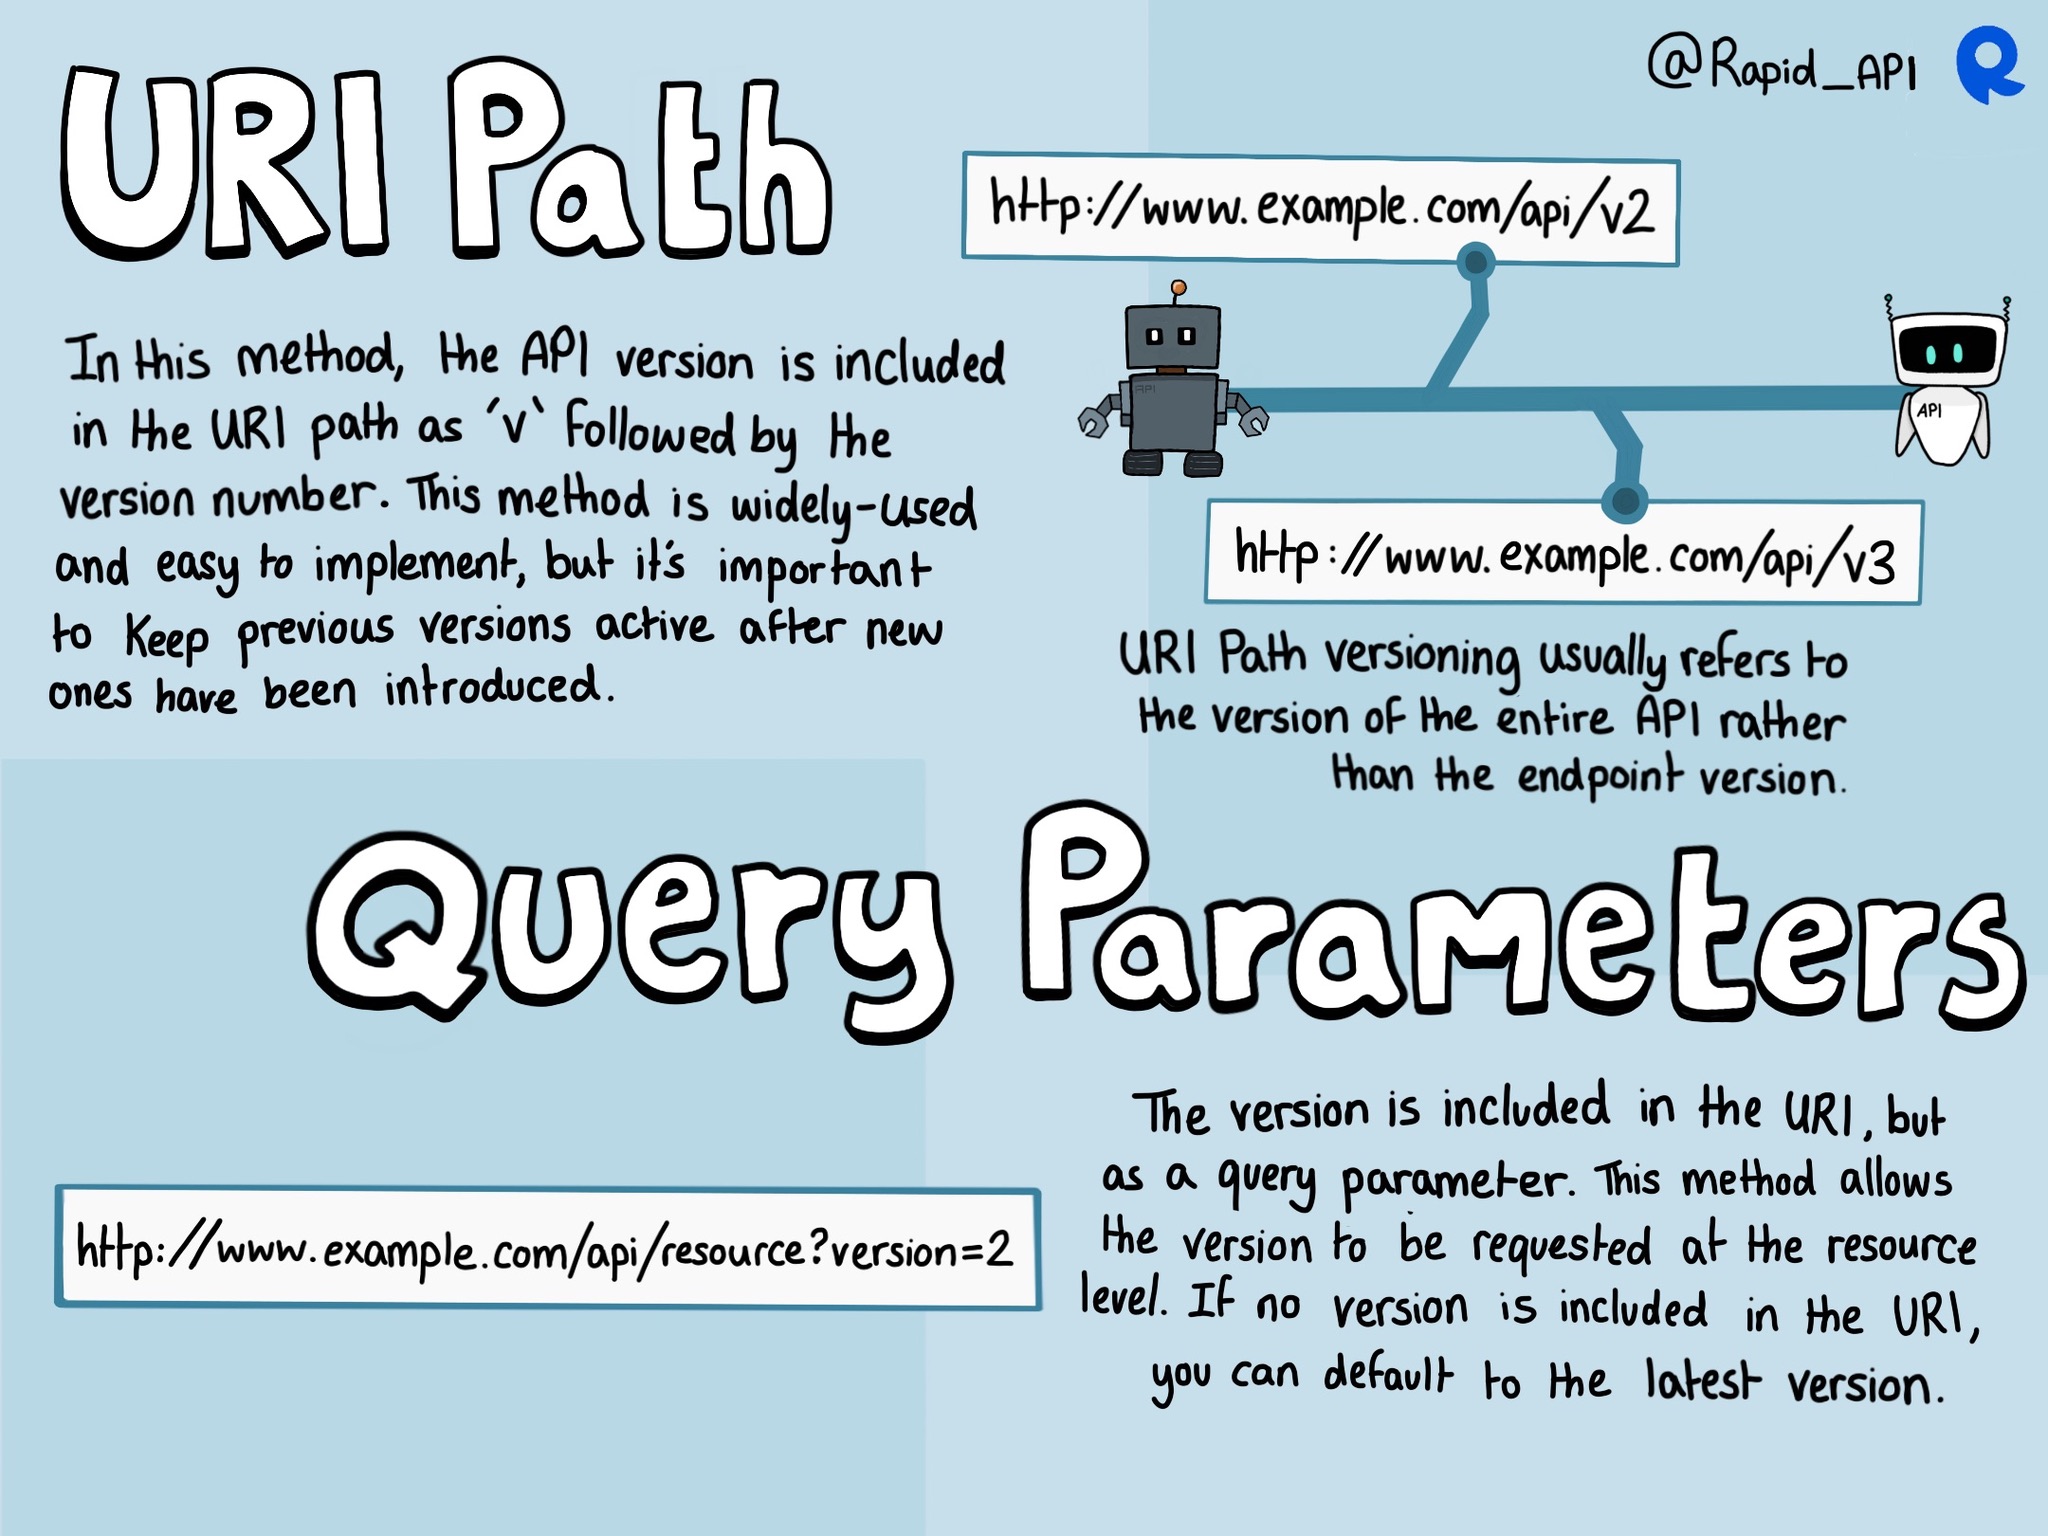 URI Path
@Rapid_API
http://www.example.com/api/v2
In this method, the API version is included
in the URI path as ‘v‘ followed by the
version number. This method is widely-used
and easy to implement, but it's important
to keep previous versions active after new
ones have been introduced.
API
API
http://www.example.com/api/v3
URI Path versioning usually refers to
the version of the entire API rather
than the endpoint version.
Query Parameters
http://www.example.com/api/resource?version=2
The version is included in the URI, but
as a query parameter. This method allows
the version to be requested at the resource
level. If no version is included in the URI,
you can default to the latest version.